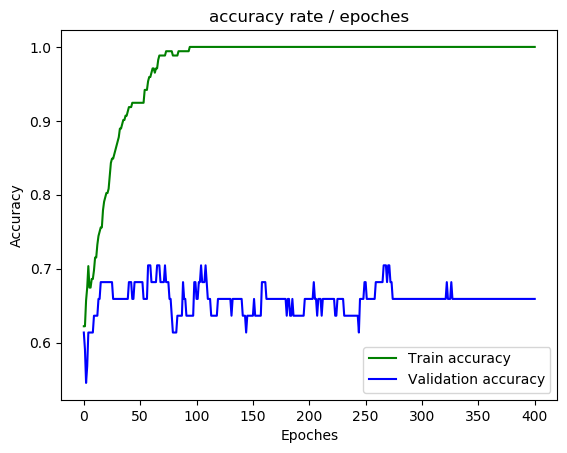 accuracy rate / epoches
1.0
0.9
0.8
0.7
0.6
Accuracy
Train accuracy
Validation accuracy
0 50 100 150 200 250 300 350 400
Epoches